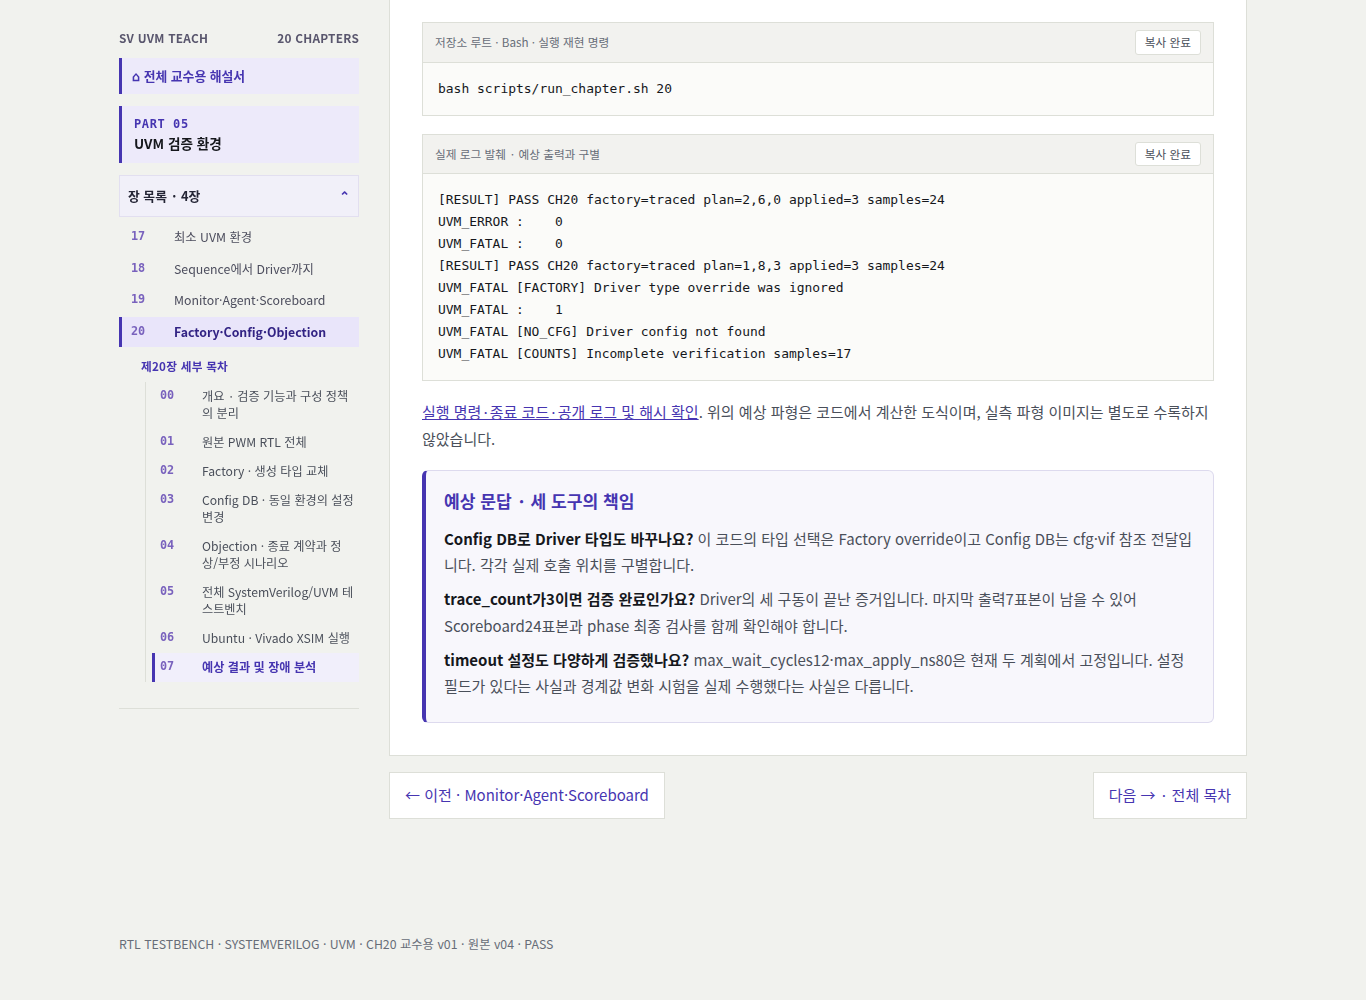 SV UVM TEACH
20 CHAPTERS
⌂ 전체 교수용 해설서
PART 05
UVM 검증 환경
장 목록 · 4장
17 최소 UVM 환경
18 Sequence에서 Driver까지
19 Monitor·Agent·Scoreboard
20 Factory·Config·Objection
제20장 세부 목차
00 개요 · 검증 기능과 구성 정책
의 분리
01 원본 PWM RTL 전체
02 Factory · 생성 타입 교체
03 Config DB · 동일 환경의 설정
변경
04 Objection · 종료 계약과 정
상/부정 시나리오
05 전체 SystemVerilog/UVM 테
스트벤치
06 Ubuntu · Vivado XSIM 실행
07 예상 결과 및 장애 분석
저장소 루트 · Bash · 실행 재현 명령
복사 완료
bash scripts/run_chapter.sh 20
실제 로그 발췌 · 예상 출력과 구별
복사 완료
[RESULT] PASS CH20 factory=traced plan=2,6,0 applied=3 samples=24
UVM_ERROR :    0
UVM_FATAL :    0
[RESULT] PASS CH20 factory=traced plan=1,8,3 applied=3 samples=24
UVM_FATAL [FACTORY] Driver type override was ignored
UVM_FATAL :    1
UVM_FATAL [NO_CFG] Driver config not found
UVM_FATAL [COUNTS] Incomplete verification samples=17
실행 명령·종료 코드·공개 로그 및 해시 확인. 위의 예상 파형은 코드에서 계산한 도식이며, 실측 파형 이미지는 별도로 수록하지
않았습니다.
예상 문답 · 세 도구의 책임
Config DB로 Driver 타입도 바꾸나요? 이 코드의 타입 선택은 Factory override이고 Config DB는 cfg·vif 참조 전달입
니다. 각각 실제 호출 위치를 구별합니다.
trace_count가3이면 검증 완료인가요? Driver의 세 구동이 끝난 증거입니다. 마지막 출력7표본이 남을 수 있어
Scoreboard24표본과 phase 최종 검사를 함께 확인해야 합니다.
timeout 설정도 다양하게 검증했나요? max_wait_cycles12·max_apply_ns80은 현재 두 계획에서 고정입니다. 설정
필드가 있다는 사실과 경계값 변화 시험을 실제 수행했다는 사실은 다릅니다.
← 이전 · Monitor·Agent·Scoreboard
다음 → · 전체 목차
RTL TESTBENCH · SYSTEMVERILOG · UVM · CH20 교수용 v01 · 원본 v04 · PASS